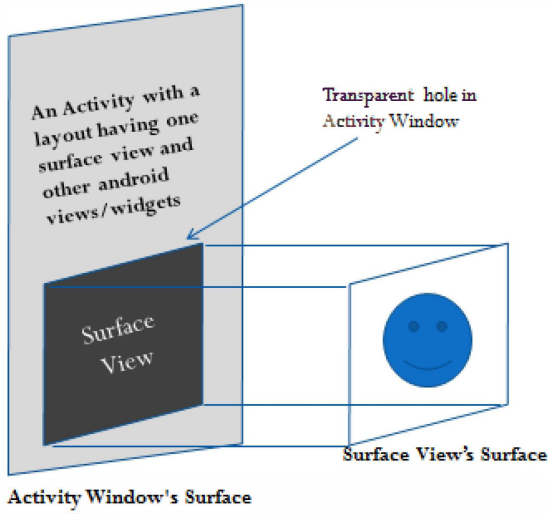 An Activity with a
layout having one
surface view and
other android
views/widgets
Transparent hole in
Activity Window
Surface
View
Surface View's Surface
Activity Window's Surface